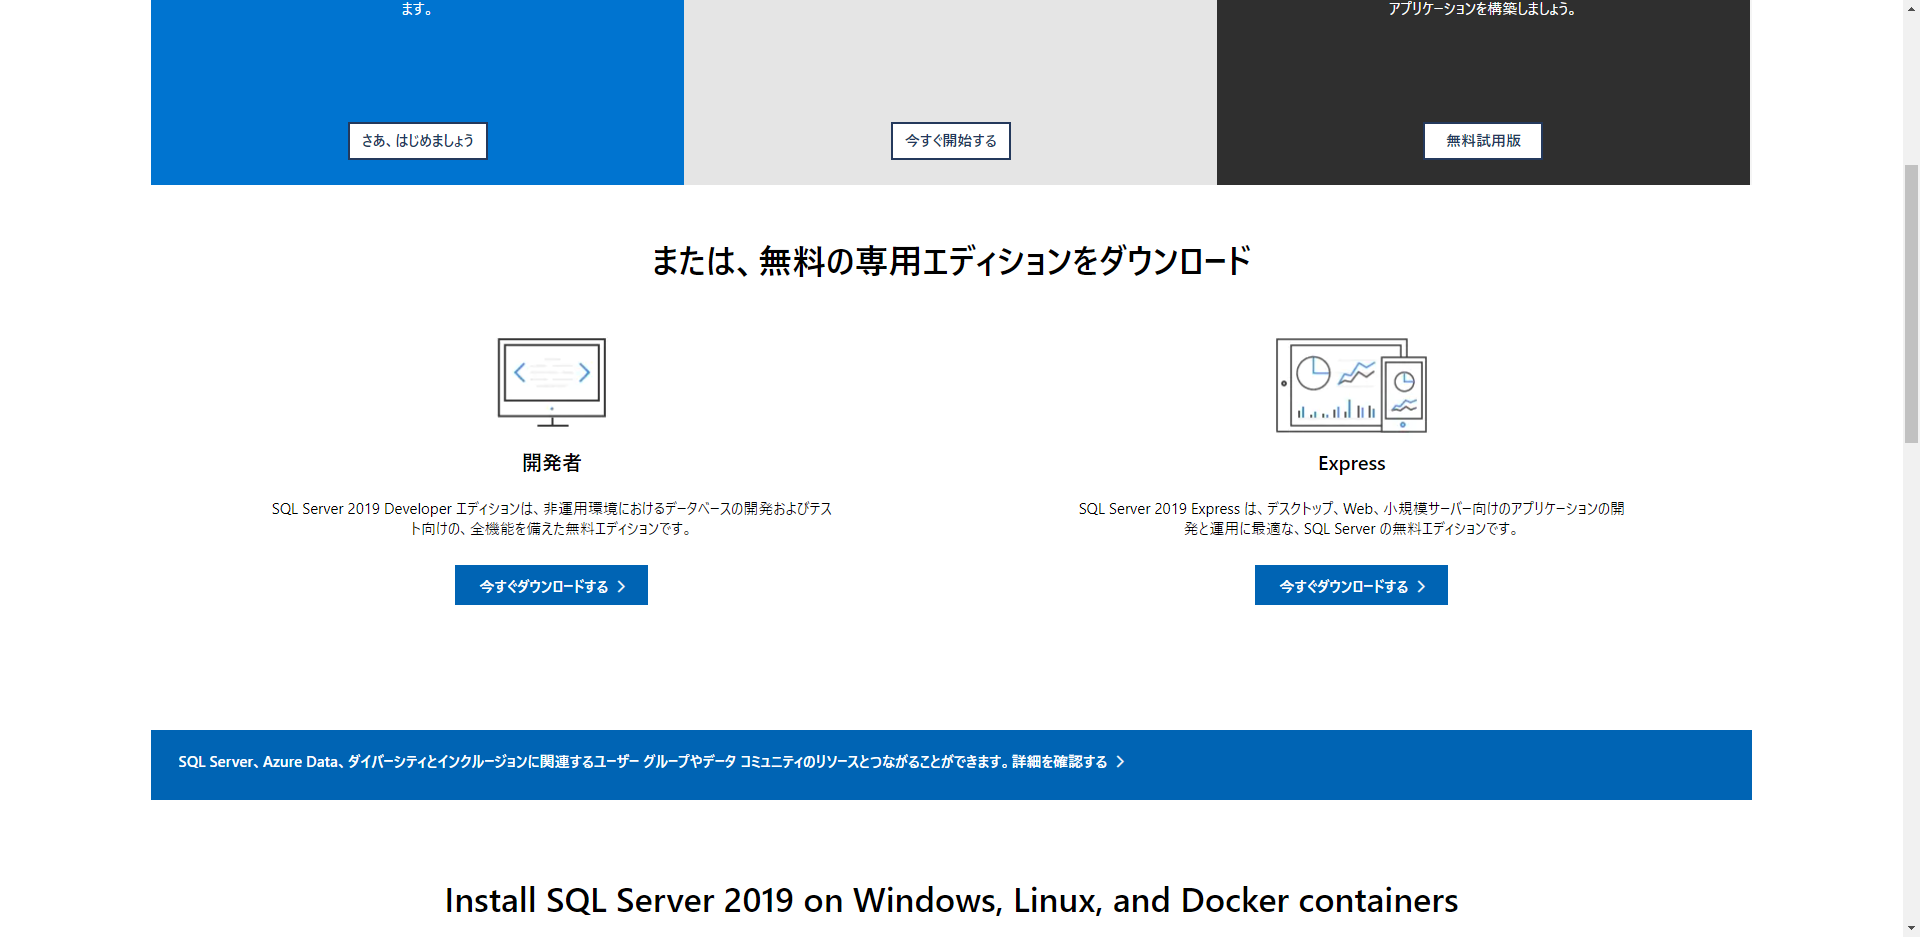 ます。
アプリケーションを構築しましょう。
さあ、はじめましょう
今すぐ開始する
無料試用版
または、無料の専用エディションをダウンロード
開発者
SQL Server 2019 Developer エディションは、非運用環境におけるデータベースの開発およびテス
ト向けの、全機能を備えた無料エディションです。
今すぐダウンロードする
Express
SQL Server 2019 Express は、デスクトップ、Web、小規模サーバー向けのアプリケーションの開
発と運用に最適な、SQL Server の無料エディションです。
今すぐダウンロードする
SQL Server、Azure Data、ダイバーシティとインクルージョンに関連するユーザー グループやデータ コミュニティのリソースとつながることができます。詳細を確認する
Install SQL Server 2019 on Windows, Linux, and Docker containers